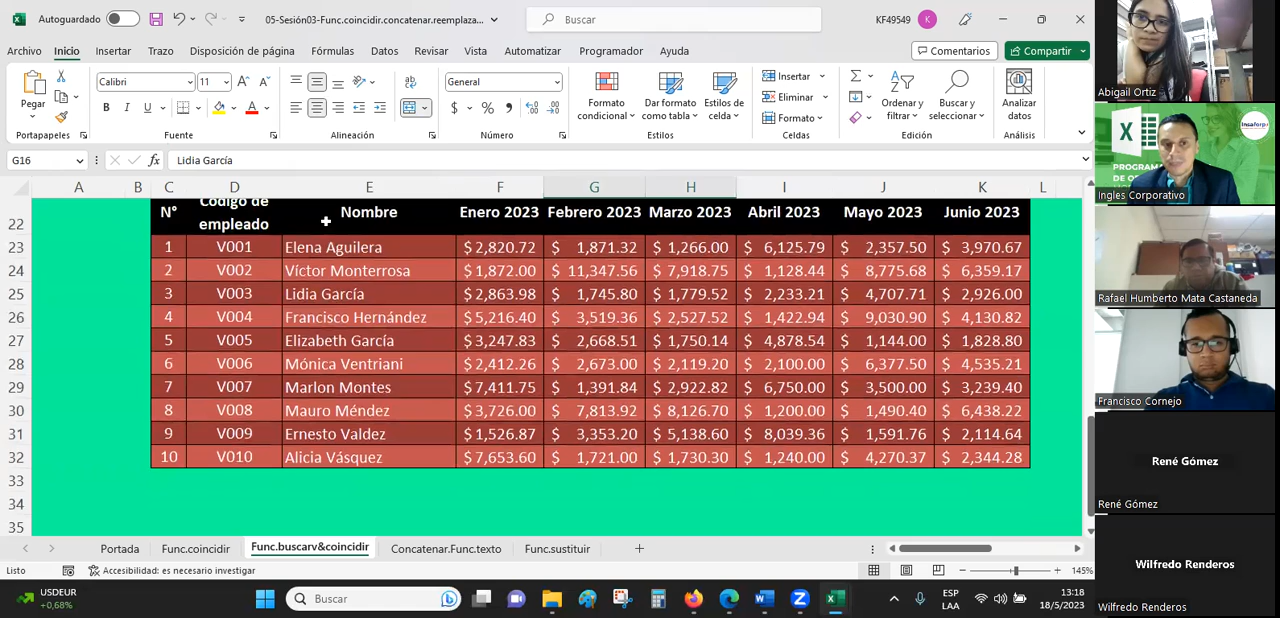 Autoguardado
05-Sesión03-Func.coincidir.concatenar.reemplaza...
Buscar
KF49549
K
Archivo Inicio Insertar Trazo Disposición de página Fórmulas Datos Revisar Vista Automatizar Programador Ayuda
Comentarios
Compartir
Pegar
Portapapeles
Calibri
11
N K S
Fuente
Alineación
General
Número
Formato condicional
Dar formato como tabla
Estilos de celda
Estilos
Insertar
Eliminar
Formato
Celdas
Ordenar y filtrar
Buscar y seleccionar
Edición
Analizar datos
Análisis
G16
Lidia García
A B C D E F G H I J K L
22 N° Código de empleado Nombre Enero 2023 Febrero 2023 Marzo 2023 Abril 2023 Mayo 2023 Junio 2023
23 1 V001 Elena Aguilera $ 2,820.72 $ 1,871.32 $ 1,266.00 $ 6,125.79 $ 2,357.50 $ 3,970.67
24 2 V002 Víctor Monterrosa $ 1,872.00 $ 11,347.56 $ 7,918.75 $ 1,128.44 $ 8,775.68 $ 6,359.17
25 3 V003 Lidia García $ 2,863.98 $ 1,745.80 $ 1,779.52 $ 2,233.21 $ 4,707.71 $ 2,926.00
26 4 V004 Francisco Hernández $ 5,216.40 $ 3,519.36 $ 2,527.52 $ 1,422.94 $ 9,030.90 $ 4,130.82
27 5 V005 Elizabeth García $ 3,247.83 $ 2,668.51 $ 1,750.14 $ 4,878.54 $ 1,144.00 $ 1,828.80
28 6 V006 Mónica Ventriani $ 2,412.26 $ 2,673.00 $ 2,119.20 $ 2,100.00 $ 6,377.50 $ 4,535.21
29 7 V007 Marlon Montes $ 7,411.75 $ 1,391.84 $ 2,922.82 $ 6,750.00 $ 3,500.00 $ 3,239.40
30 8 V008 Mauro Méndez $ 3,726.00 $ 7,813.92 $ 8,126.70 $ 1,200.00 $ 1,490.40 $ 6,438.22
31 9 V009 Ernesto Valdez $ 1,526.87 $ 3,353.20 $ 5,138.60 $ 8,039.36 $ 1,591.76 $ 2,114.64
32 10 V010 Alicia Vásquez $ 7,653.60 $ 1,721.00 $ 1,730.30 $ 1,240.00 $ 4,270.37 $ 2,344.28
33
34
35
Portada Func.coincidir Func.buscarv&coincidir Concatenar.Func.texto Func.sustituir
Listo
Accesibilidad: es necesario investigar
145%
USDEUR
+0,68%
Buscar
ESP
LAA
13:18
18/5/2023
Abigail Ortiz
Insaforp
PROGRAMA
DE O
Ingles Corporativo
Rafael Humberto Mata Castaneda
Francisco Cornejo
René Gómez
René Gómez
Wilfredo Renderos
Wilfredo Renderos